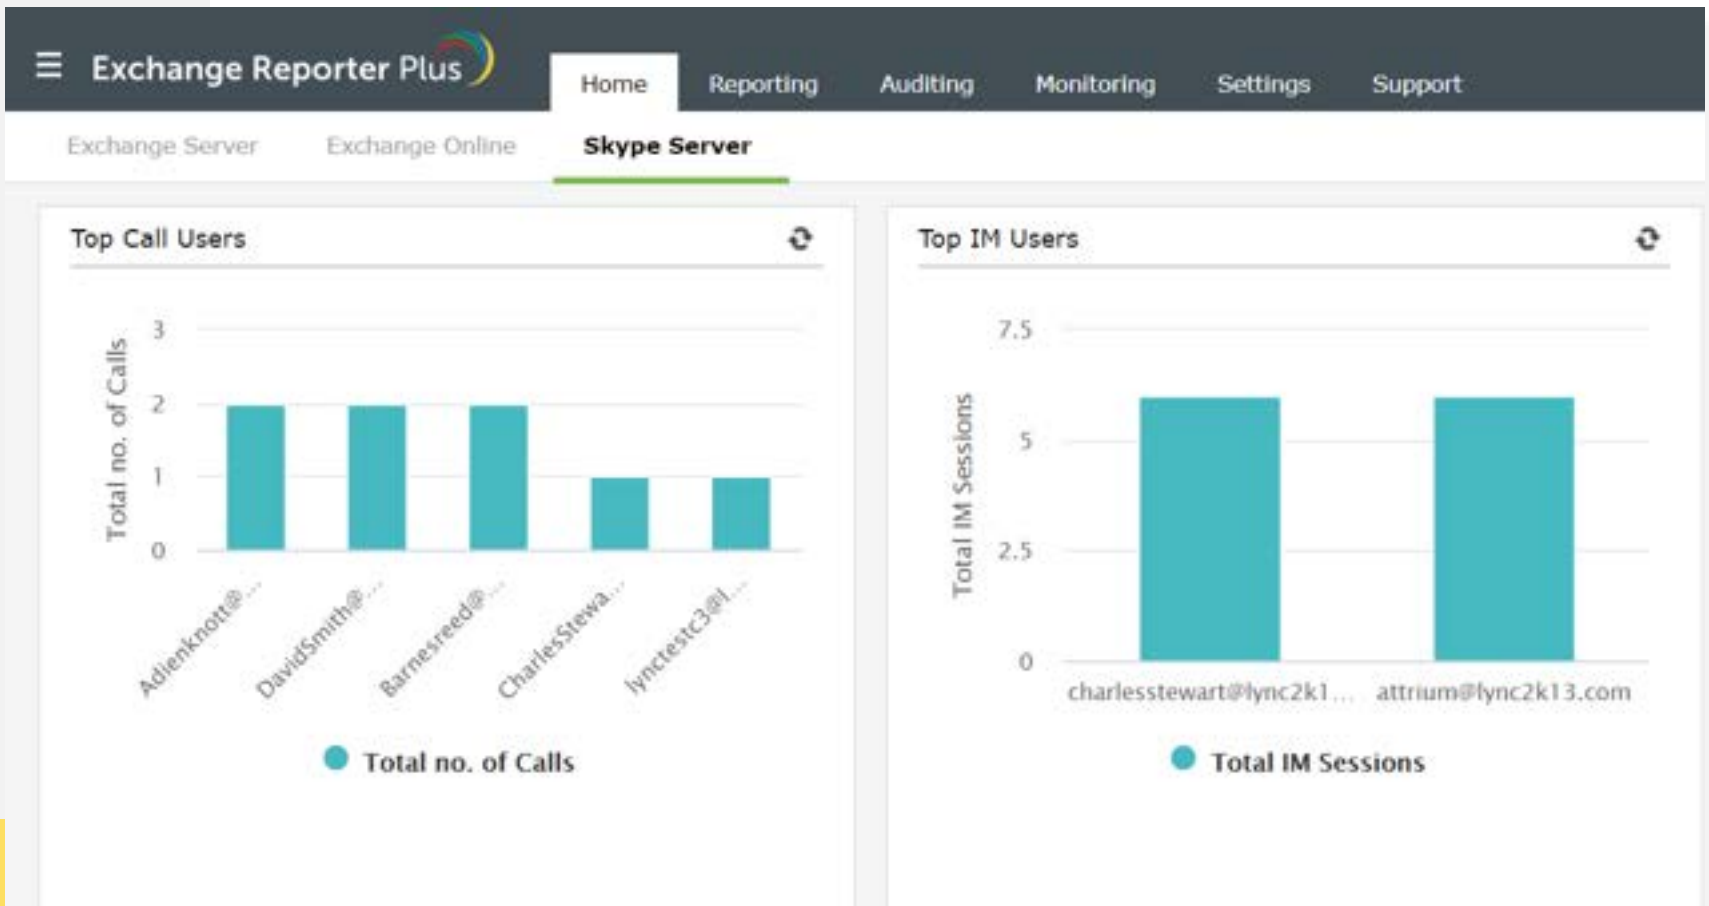 Exchange Reporter Plus
Home Reporting Auditing Monitoring Settings Support
Exchange Server Exchange Online Skype Server
Top Call Users
Total no. of Calls
3
2
1
0
Adienknott@...
DavidSmith@...
Barnesreed@...
CharlesStewa...
lynctestc3@l...
Total no. of Calls
Top IM Users
Total IM Sessions
7.5
5
2.5
0
charlesstewart@lync2k1... attrium@lync2k13.com
Total IM Sessions